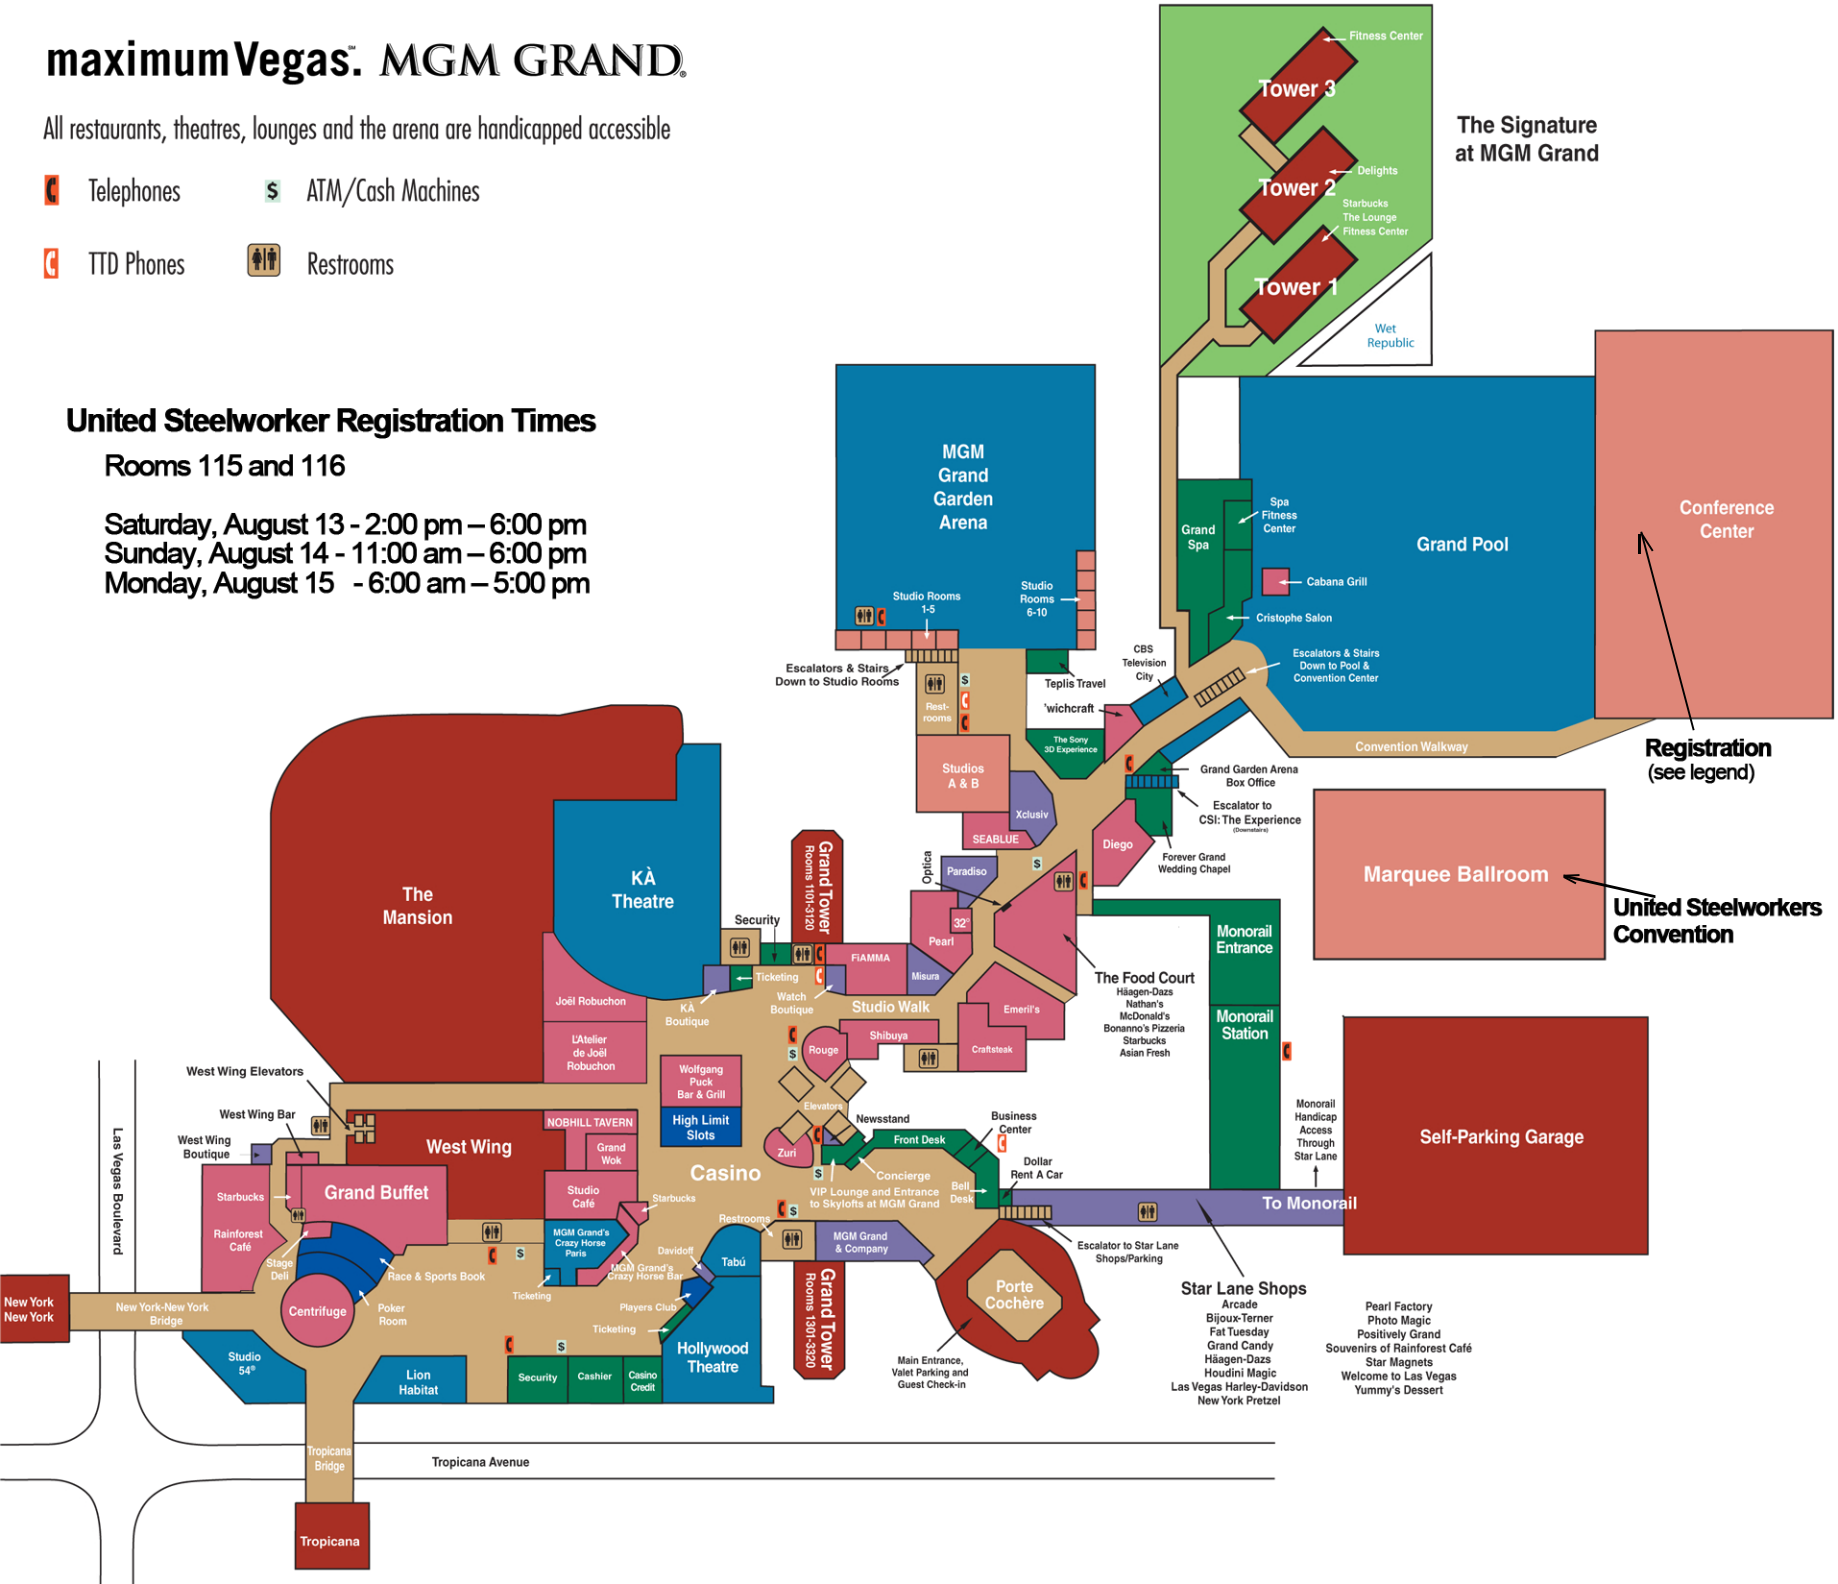 maximumVegas.℠ MGM GRAND®
All restaurants, theatres, lounges and the arena are handicapped accessible
Telephones
$ ATM/Cash Machines
TTD Phones
Restrooms
United Steelworker Registration Times
Rooms 115 and 116
Saturday, August 13 - 2:00 pm – 6:00 pm
Sunday, August 14 - 11:00 am – 6:00 pm
Monday, August 15 - 6:00 am – 5:00 pm
Fitness Center
Tower 3
The Signature
at MGM Grand
Delights
Tower 2
Starbucks
The Lounge
Fitness Center
Tower 1
Wet
Republic
MGM
Grand
Garden
Arena
Studio Rooms
1-5
Studio
Rooms
6-10
Grand
Spa
Spa
Fitness
Center
Cabana Grill
Cristophe Salon
Grand Pool
Conference
Center
Escalators & Stairs
Down to Studio Rooms
Rest-
rooms
$
Teplis Travel
CBS
Television
City
'wichcraft
Escalators & Stairs
Down to Pool &
Convention Center
Convention Walkway
Registration
(see legend)
The Sony
3D Experience
Studios
A & B
Xclusiv
SEABLUE
Grand Garden Arena
Box Office
Escalator to
CSI: The Experience
(Downstairs)
Diego
Forever Grand
Wedding Chapel
$
Marquee Ballroom
United Steelworkers
Convention
The
Mansion
KÀ
Theatre
Grand Tower
Rooms 1101-3120
Optica
Paradiso
32°
Pearl
Security
Ticketing
FiAMMA
Misura
KÀ
Boutique
Watch
Boutique
Studio Walk
The Food Court
Häagen-Dazs
Nathan's
McDonald's
Bonanno's Pizzeria
Starbucks
Asian Fresh
Monorail
Entrance
Monorail
Station
Joël Robuchon
L'Atelier
de Joël
Robuchon
Emeril's
Shibuya
Craftsteak
Rouge
$
Wolfgang
Puck
Bar & Grill
High Limit
Slots
Elevators
Newsstand
Zuri
$
Front Desk
Business
Center
Concierge
VIP Lounge and Entrance
to Skylofts at MGM Grand
Bell
Desk
Dollar
Rent A Car
Monorail
Handicap
Access
Through
Star Lane
Self-Parking Garage
To Monorail
West Wing Elevators
West Wing Bar
West Wing
Boutique
West Wing
NOBHILL TAVERN
Grand
Wok
Studio
Café
Casino
Starbucks
Grand Buffet
Starbucks
Rainforest
Café
Stage
Deli
Race & Sports Book
Poker
Room
Centrifuge
$
MGM Grand's
Crazy Horse
Paris
MGM Grand's
Crazy Horse Bar
Ticketing
Davidoff
Tabú
Players Club
Ticketing
Restrooms
$
MGM Grand
& Company
Grand Tower
Rooms 1301-3320
Hollywood
Theatre
Porte
Cochère
Main Entrance,
Valet Parking and
Guest Check-in
Escalator to Star Lane
Shops/Parking
Star Lane Shops
Arcade
Bijoux-Terner
Fat Tuesday
Grand Candy
Häagen-Dazs
Houdini Magic
Las Vegas Harley-Davidson
New York Pretzel
Pearl Factory
Photo Magic
Positively Grand
Souvenirs of Rainforest Café
Star Magnets
Welcome to Las Vegas
Yummy's Dessert
Las Vegas Boulevard
New York
New York
New York-New York
Bridge
Studio
54®
Lion
Habitat
$
Security
Cashier
Casino
Credit
Tropicana
Bridge
Tropicana Avenue
Tropicana